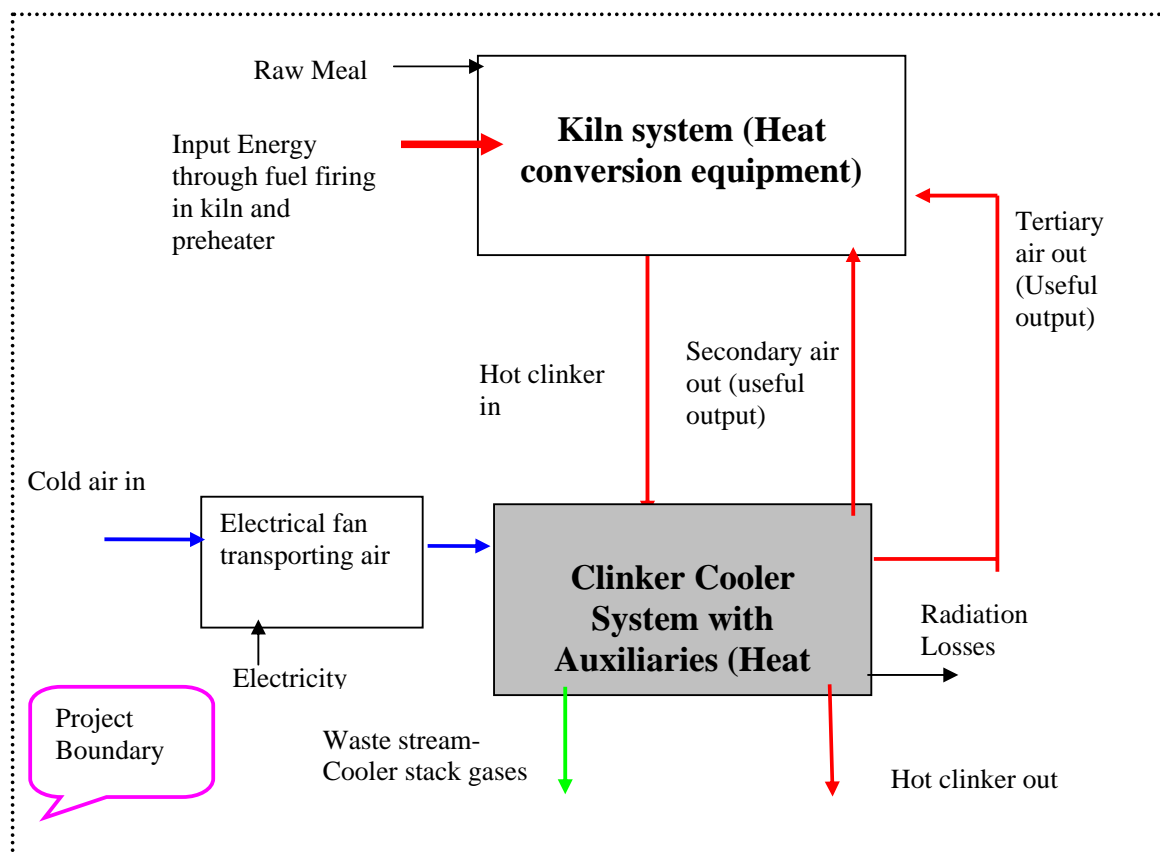 Raw Meal
Kiln system (Heat
conversion equipment)
Input Energy
through fuel firing
in kiln and
preheater
Tertiary
air out
(Useful
output)
Hot clinker
in
Secondary air
out (useful
output)
Cold air in
Electrical fan
transporting air
Clinker Cooler
System with
Auxiliaries (Heat
Radiation
Losses
Electricity
Project
Boundary
Waste stream-
Cooler stack gases
Hot clinker out